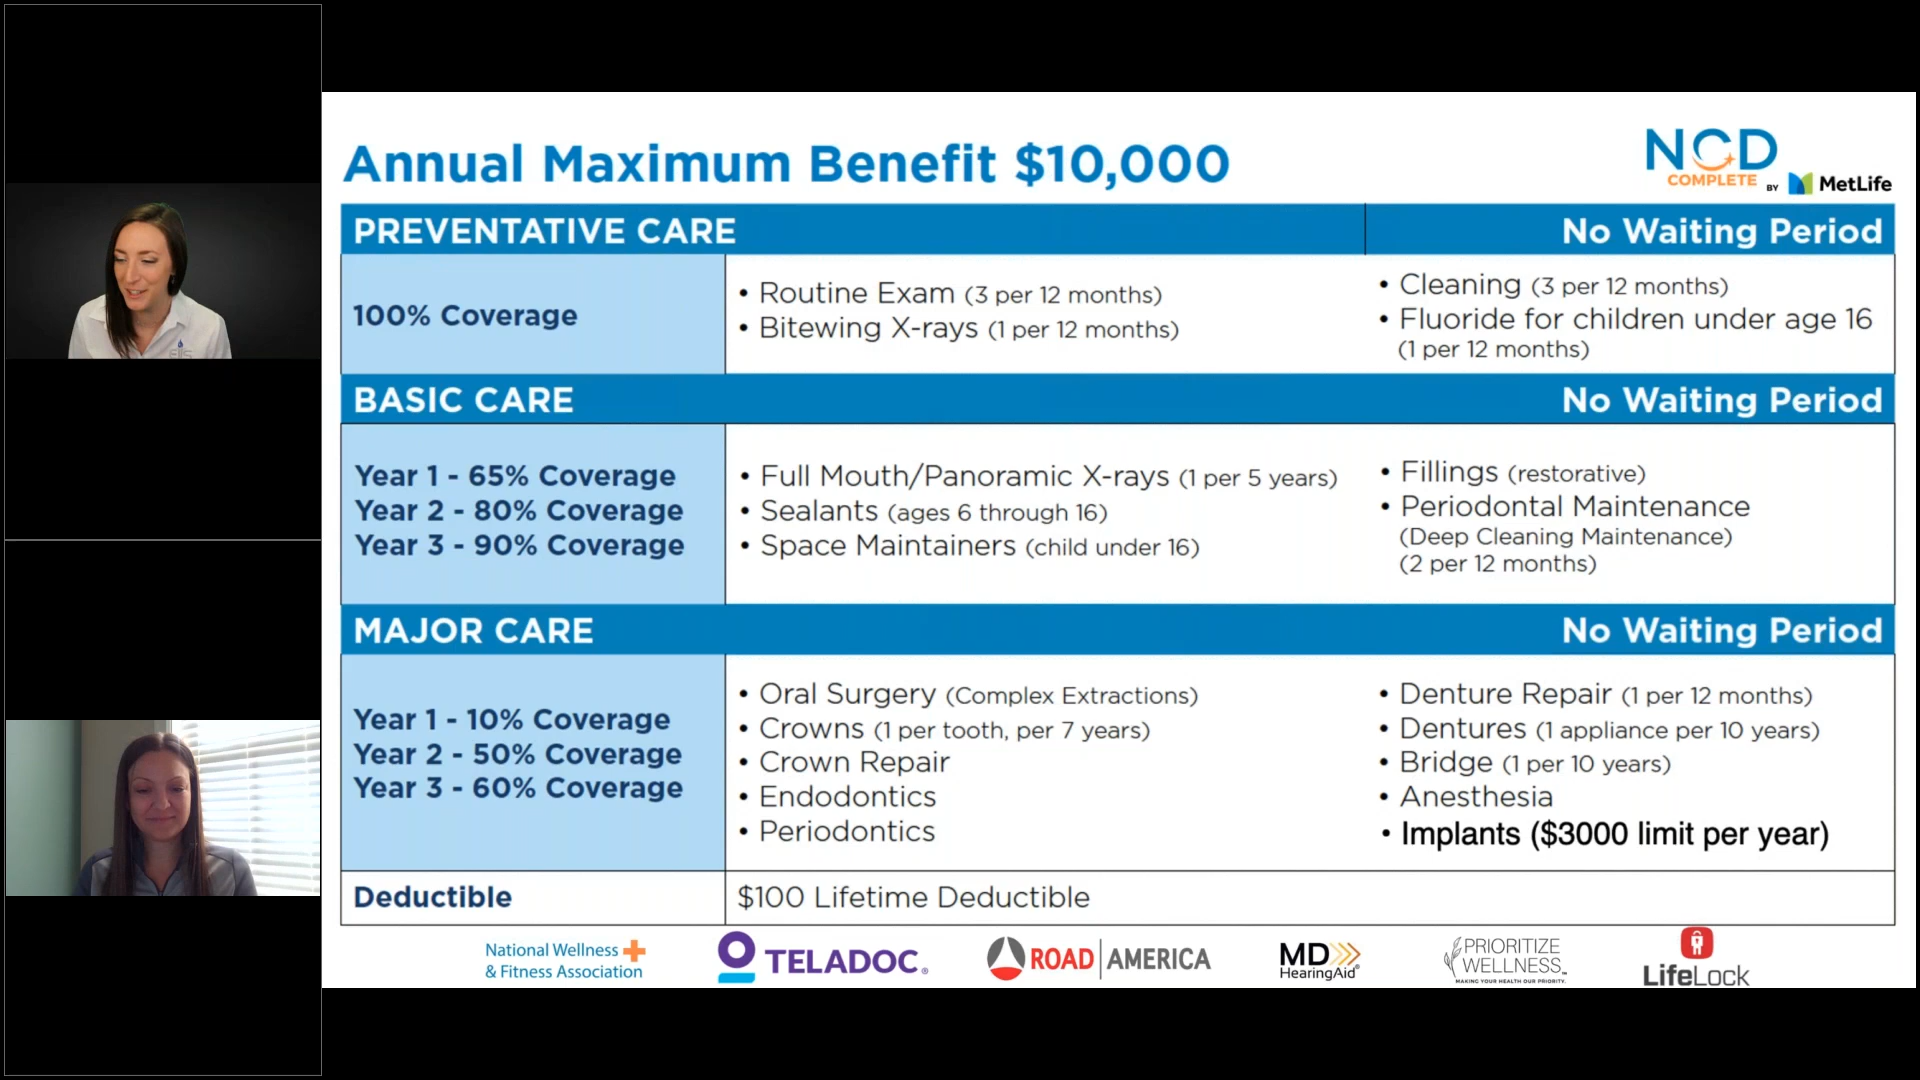 Annual Maximum Benefit $10,000
NCD
COMPLETE
BY
MetLife
PREVENTATIVE CARE
No Waiting Period
100% Coverage
• Routine Exam (3 per 12 months)
• Bitewing X-rays (1 per 12 months)
• Cleaning (3 per 12 months)
• Fluoride for children under age 16
(1 per 12 months)
BASIC CARE
No Waiting Period
Year 1 - 65% Coverage
Year 2 - 80% Coverage
Year 3 - 90% Coverage
• Full Mouth/Panoramic X-rays (1 per 5 years)
• Sealants (ages 6 through 16)
• Space Maintainers (child under 16)
• Fillings (restorative)
• Periodontal Maintenance
(Deep Cleaning Maintenance)
(2 per 12 months)
MAJOR CARE
No Waiting Period
Year 1 - 10% Coverage
Year 2 - 50% Coverage
Year 3 - 60% Coverage
• Oral Surgery (Complex Extractions)
• Crowns (1 per tooth, per 7 years)
• Crown Repair
• Endodontics
• Periodontics
• Denture Repair (1 per 12 months)
• Dentures (1 appliance per 10 years)
• Bridge (1 per 10 years)
• Anesthesia
• Implants ($3000 limit per year)
Deductible
$100 Lifetime Deductible
National Wellness
& Fitness Association
TELADOC®
ROAD AMERICA
MD
HearingAid®
PRIORITIZE
WELLNESS™
MAKING YOUR HEALTH OUR PRIORITY.
LifeLock